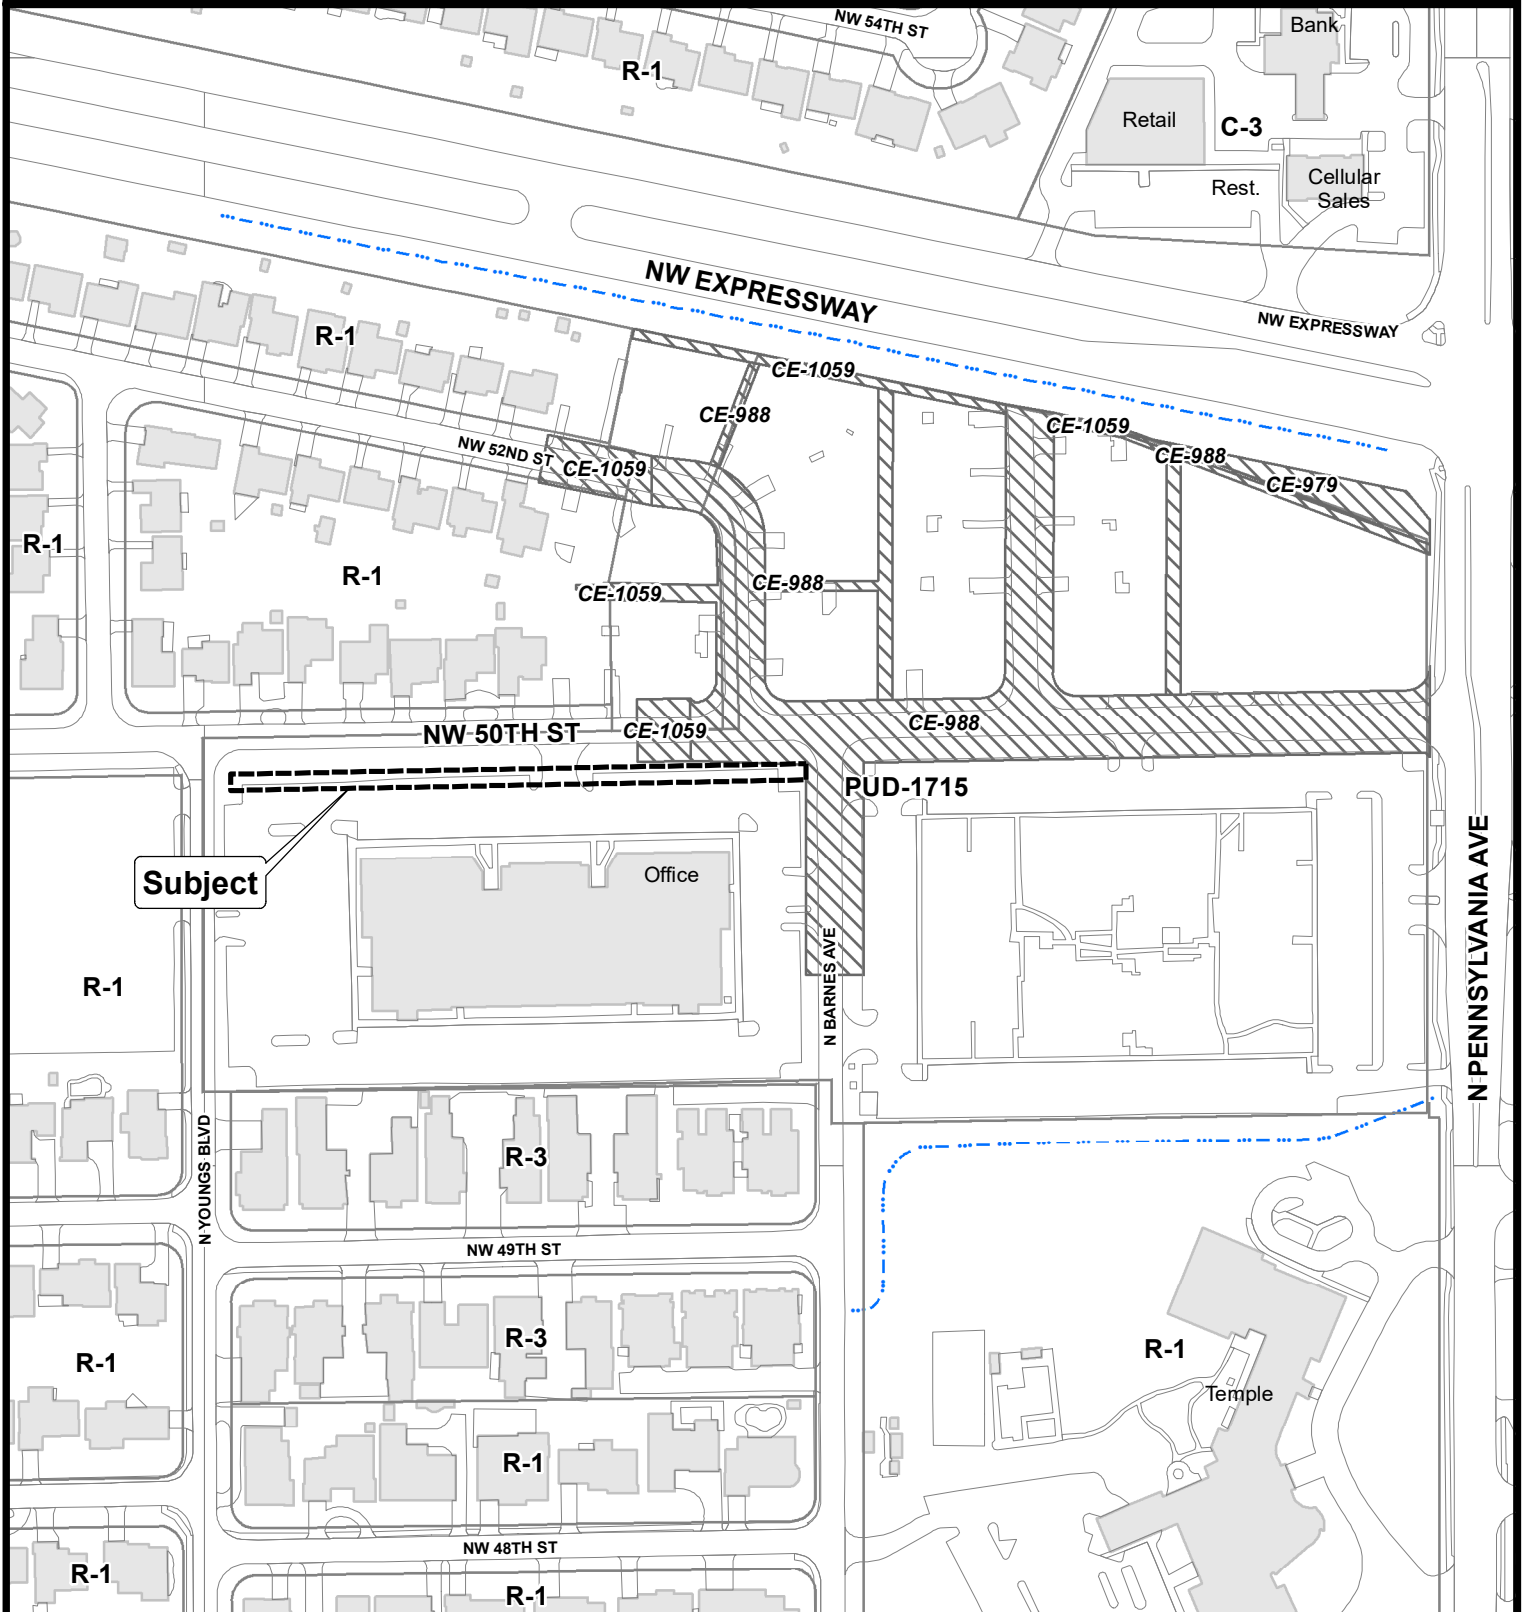 NW 54TH ST
Bank
R-1
Retail
C-3
Cellular
Sales
Rest.
NW EXPRESSWAY
NW EXPRESSWAY
R-1
CE-1059
CE-988
CE-1059
NW 52ND ST
CE-1059
CE-988
CE-979
R-1
R-1
CE-988
CE-1059
NW 50TH ST
CE-1059
CE-988
PUD-1715
Subject
Office
N PENNSYLVANIA AVE
N BARNES AVE
R-1
R-3
N YOUNGS BLVD
NW 49TH ST
R-3
R-1
R-1
Temple
R-1
NW 48TH ST
R-1
R-1